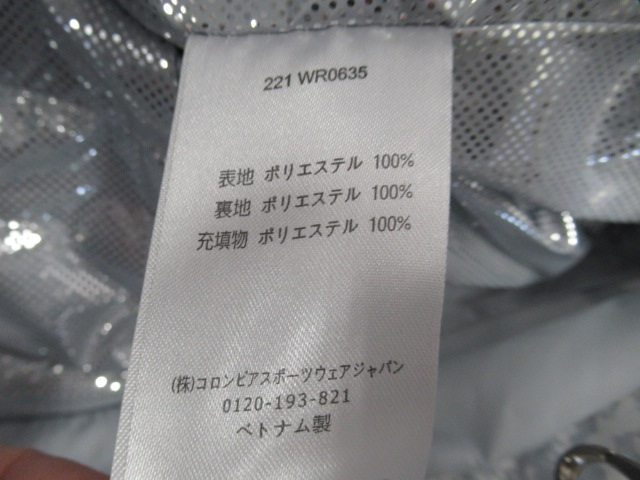 221 WR0635
表地 ポリエステル 100%
裏地 ポリエステル 100%
充填物 ポリエステル 100%
(株)コロンビアスポーツウェアジャパン
0120-193-821
ベトナム製